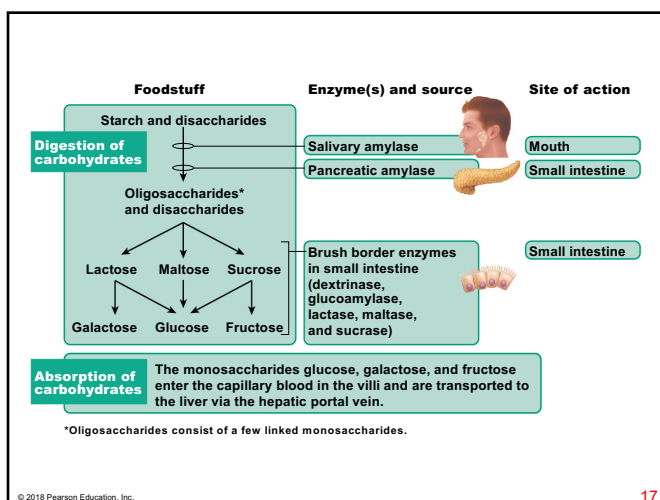 Foodstuff
Enzyme(s) and source
Site of action
Starch and disaccharides
Digestion of
carbohydrates
Salivary amylase
Mouth
Pancreatic amylase
Small intestine
Oligosaccharides*
and disaccharides
Lactose
Maltose
Sucrose
Galactose
Glucose
Fructose
Brush border enzymes
in small intestine
(dextrinase,
glucoamylase,
lactase, maltase,
and sucrase)
Small intestine
Absorption of
carbohydrates
The monosaccharides glucose, galactose, and fructose
enter the capillary blood in the villi and are transported to
the liver via the hepatic portal vein.
*Oligosaccharides consist of a few linked monosaccharides.
© 2018 Pearson Education, Inc.
17